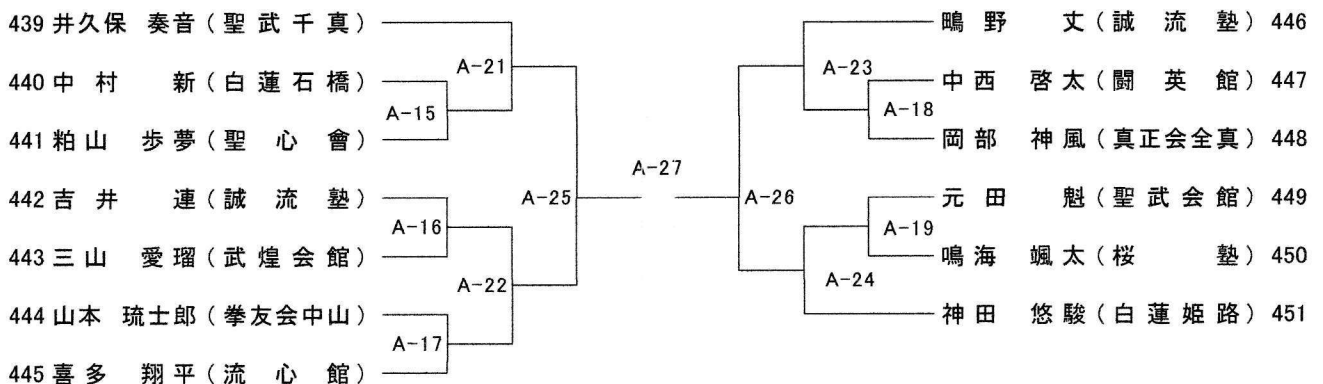 439 井久保 奏音 (聖武千真)
A-21
440 中村 新 (白蓮石橋)
A-15
441 粕山 歩夢 (聖心會)
A-25
442 吉井 連 (誠流塾)
A-16
443 三山 愛瑠 (武煌会館)
A-22
444 山本 琉士郎 (拳友会中山)
A-17
445 喜多 翔平 (流心館)
A-27
鴫野 丈 (誠流塾) 446
A-23
中西 啓太 (闘英館) 447
A-18
岡部 神風 (真正会全真) 448
A-26
元田 魁 (聖武会館) 449
A-19
鳴海 颯太 (桜塾) 450
A-24
神田 悠駿 (白蓮姫路) 451